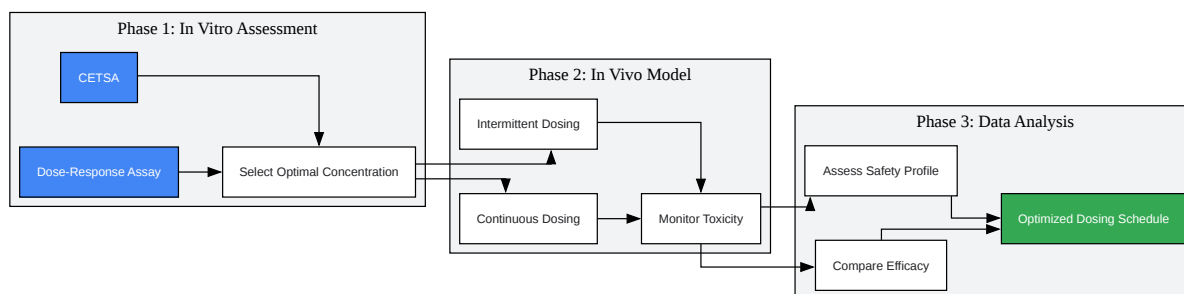 Phase 1: In Vitro Assessment
CETSA
Dose-Response Assay
Select Optimal Concentration
Phase 2: In Vivo Model
Intermittent Dosing
Continuous Dosing
Monitor Toxicity
Phase 3: Data Analysis
Assess Safety Profile
Compare Efficacy
Optimized Dosing Schedule